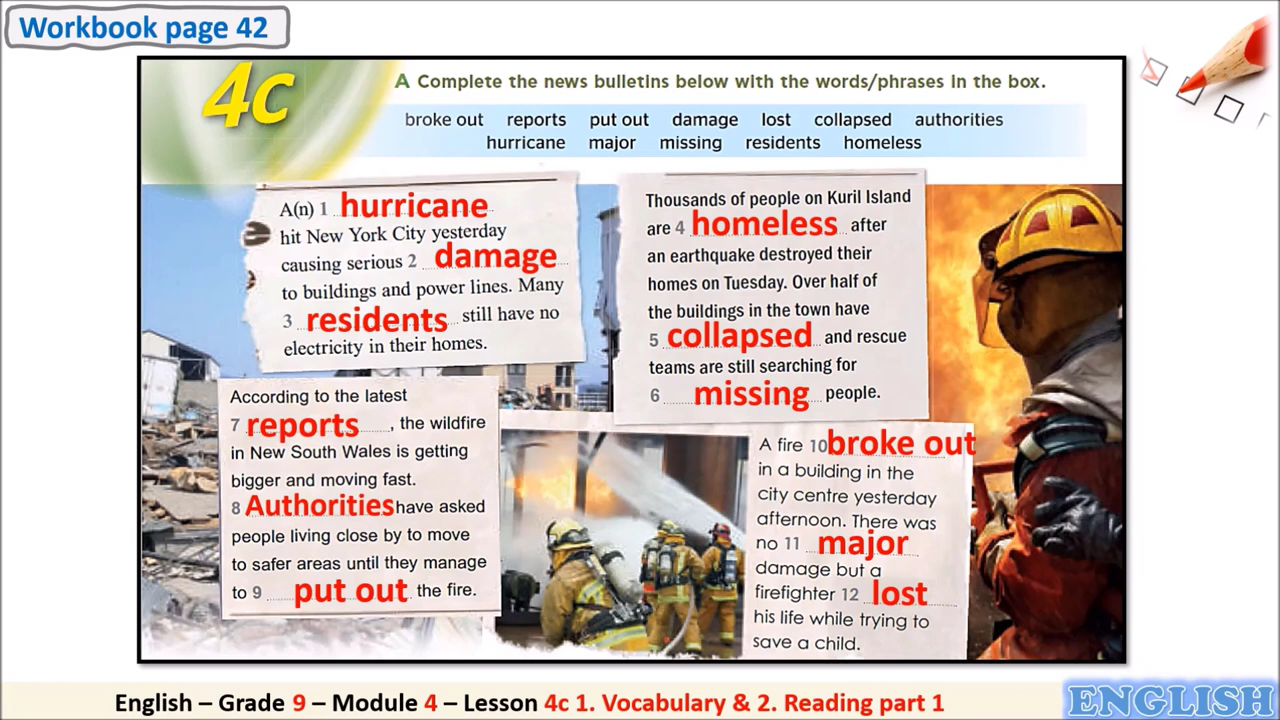 Workbook page 42
4c
A Complete the news bulletins below with the words/phrases in the box.
broke out reports put out damage lost collapsed authorities
hurricane major missing residents homeless
A(n) 1 hurricane
hit New York City yesterday
causing serious 2 damage
to buildings and power lines. Many
3 residents still have no
electricity in their homes.
Thousands of people on Kuril Island
are 4 homeless after
an earthquake destroyed their
homes on Tuesday. Over half of
the buildings in the town have
5 collapsed and rescue
teams are still searching for
6 missing people.
According to the latest
7 reports, the wildfire
in New South Wales is getting
bigger and moving fast.
8 Authorities have asked
people living close by to move
to safer areas until they manage
to 9 put out the fire.
A fire 10 broke out
in a building in the
city centre yesterday
afternoon. There was
no 11 major
damage but a
firefighter 12 lost
his life while trying to
save a child.
English – Grade 9 – Module 4 – Lesson 4c 1. Vocabulary & 2. Reading part 1
ENGLISH